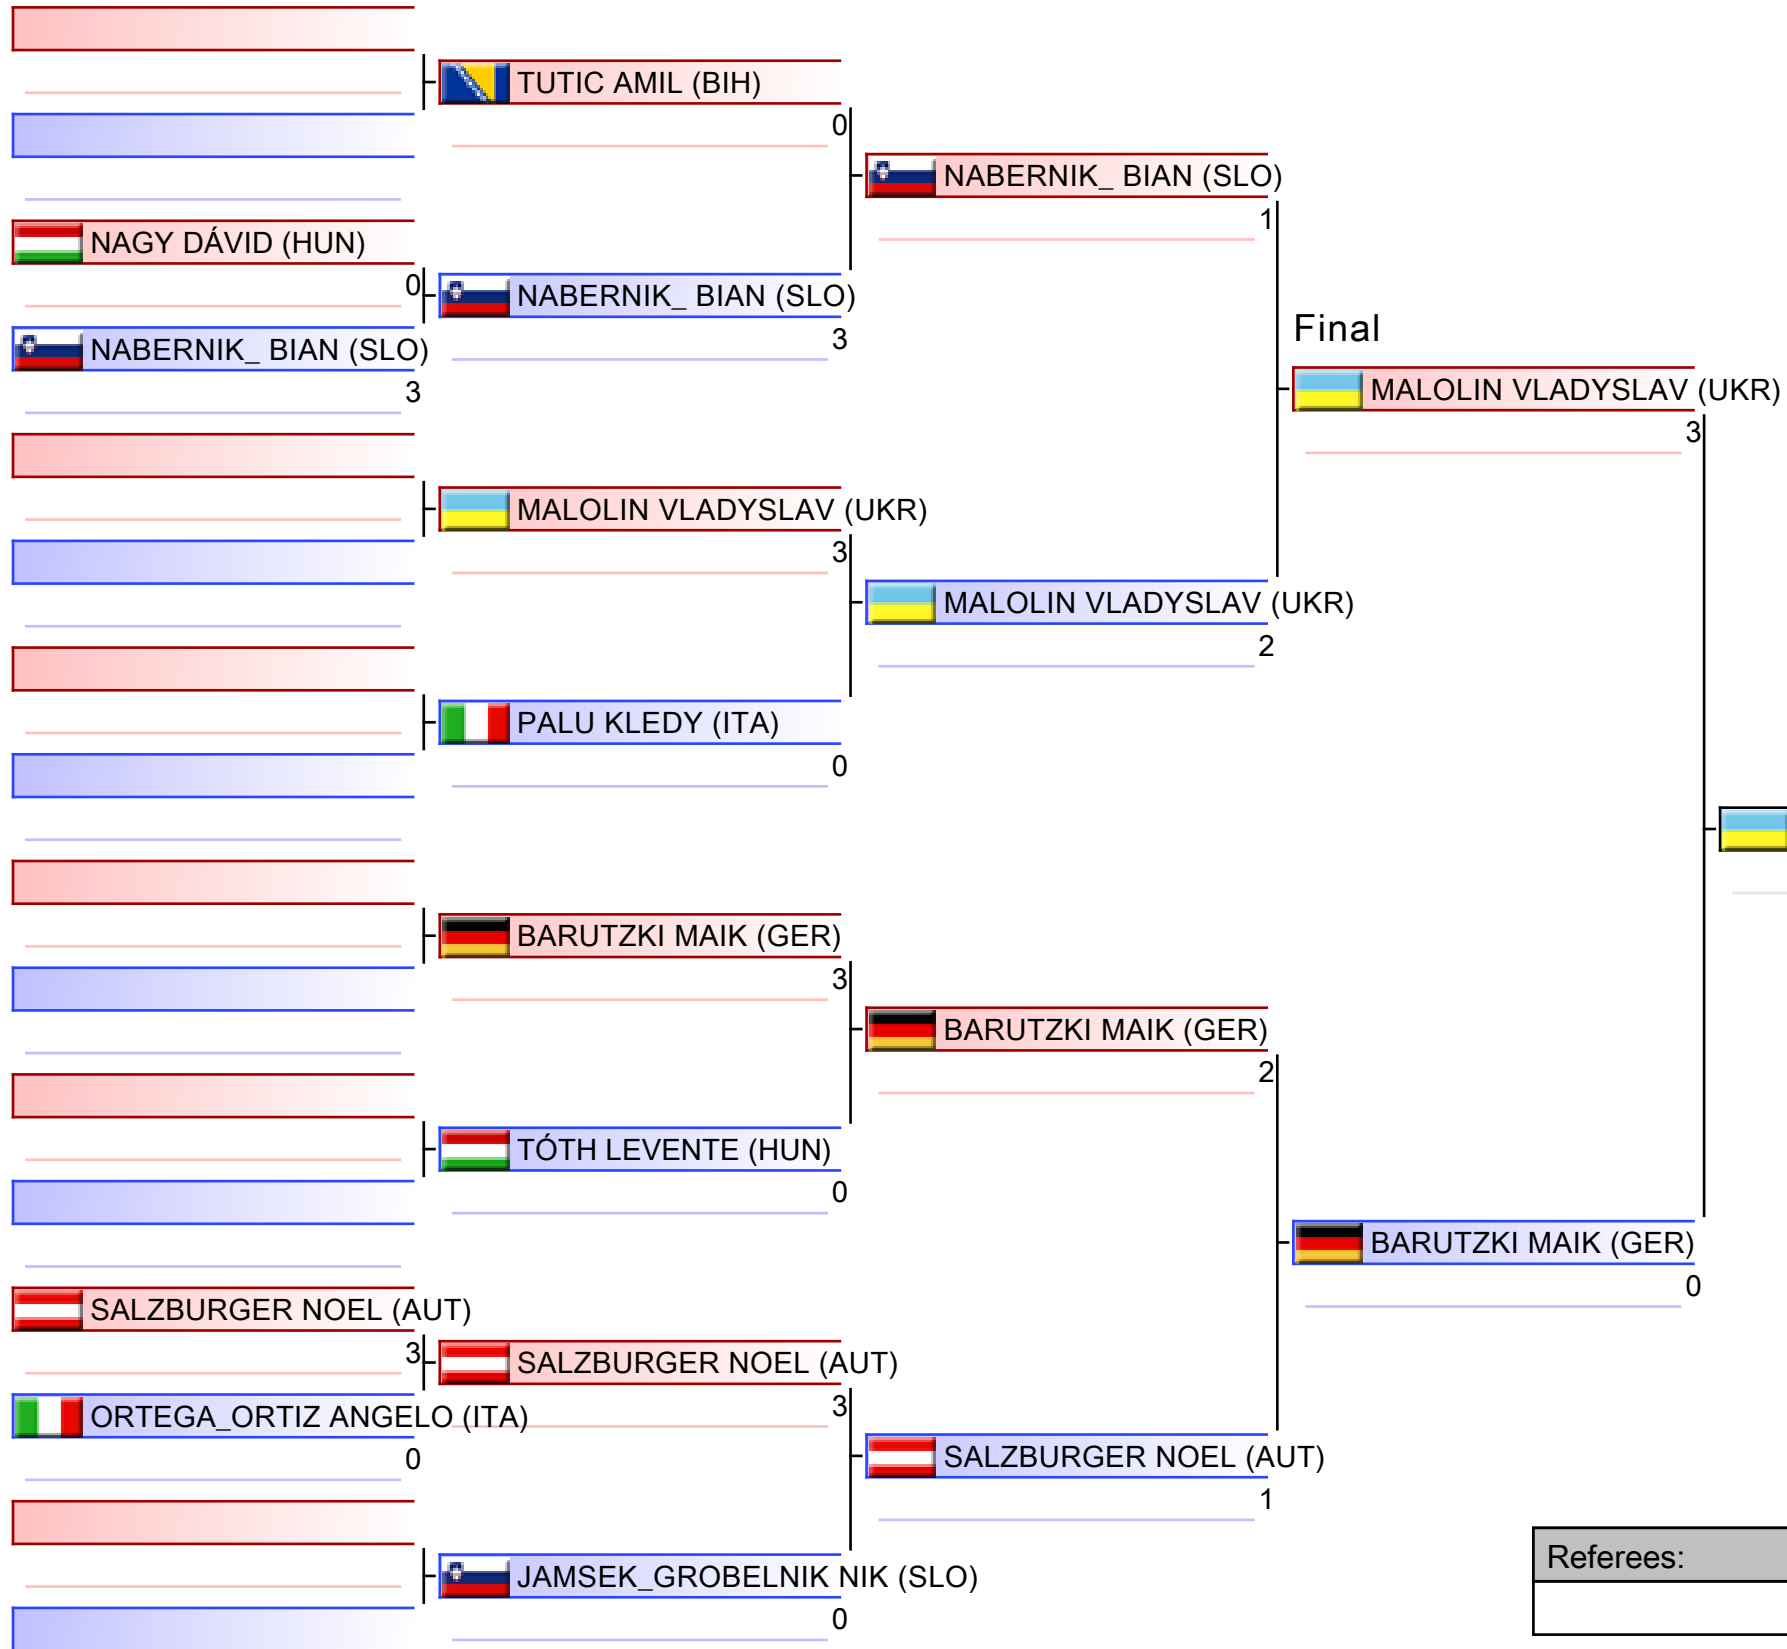 TUTIC AMIL (BIH)
0
NABERNIK_ BIAN (SLO)
1
NAGY DÁVID (HUN)
0
NABERNIK_ BIAN (SLO)
3
NABERNIK_ BIAN (SLO)
3
Final
MALOLIN VLADYSLAV (UKR)
3
MALOLIN VLADYSLAV (UKR)
3
MALOLIN VLADYSLAV (UKR)
2
PALU KLEDY (ITA)
0
BARUTZKI MAIK (GER)
3
BARUTZKI MAIK (GER)
2
TÓTH LEVENTE (HUN)
0
BARUTZKI MAIK (GER)
0
SALZBURGER NOEL (AUT)
3
SALZBURGER NOEL (AUT)
3
ORTEGA_ORTIZ ANGELO (ITA)
0
SALZBURGER NOEL (AUT)
1
JAMSEK_GROBELNIK NIK (SLO)
0
Referees: